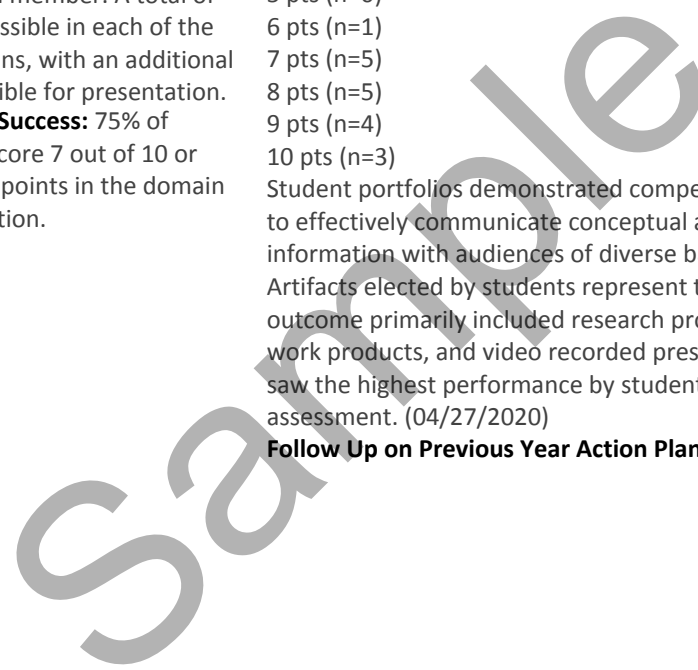 member. A total of
ssible in each of the
ns, with an additional
ible for presentation.
Success: 75% of
core 7 out of 10 or
points in the domain
tion.
6 pts (n=1)
7 pts (n=5)
8 pts (n=5)
9 pts (n=4)
10 pts (n=3)
Student portfolios demonstrated compe
to effectively communicate conceptual a
information with audiences of diverse b
Artifacts elected by students represent t
outcome primarily included research pro
work products, and video recorded pres
saw the highest performance by student
assessment. (04/27/2020)
Follow Up on Previous Year Action Plan
Sample